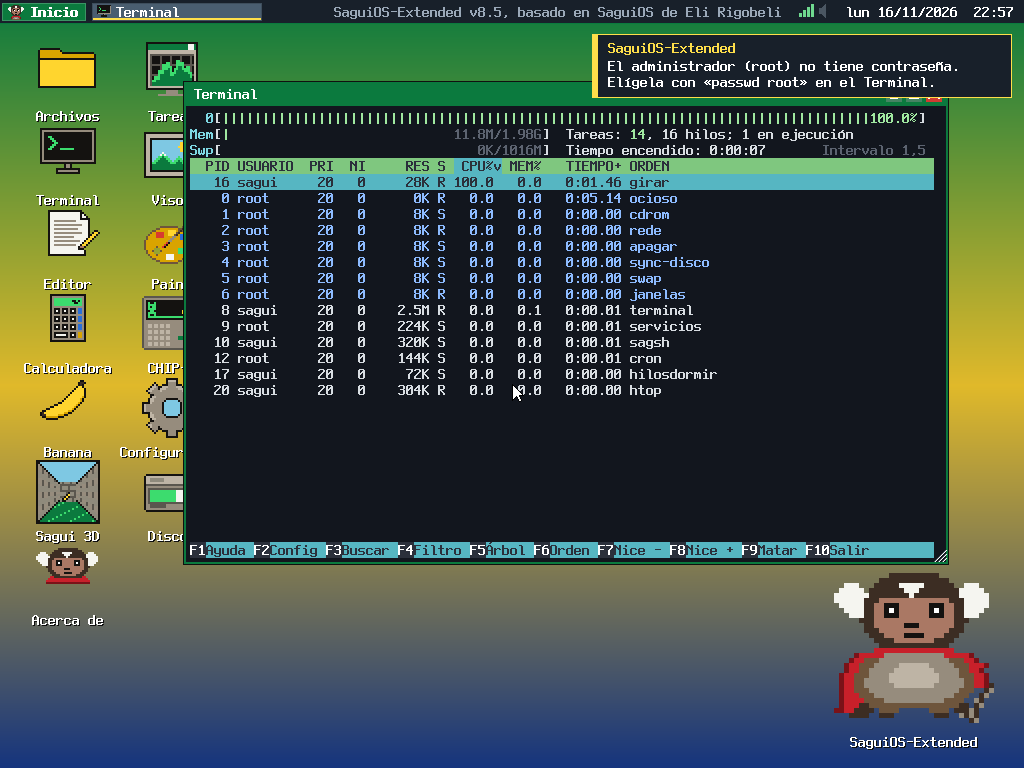 Inicio Terminal SaguiOS-Extended v8.5, basado en SaguiOS de Eli Rigobeli lun 16/11/2026 22:57
SaguiOS-Extended
El administrador (root) no tiene contraseña.
Elígela con «passwd root» en el Terminal.
Archivos
Terminal
Editor
Calculadora
Banana
Sagui 3D
Acerca de
Tarea
Viso
Pain
CHIP-
Configur
Disco
Terminal
0[||||||||||||||||||||||||||||||||||||||||||||||||||||||||||||||||||||||||||||||||100.0%]
Mem[| 11.8M/1.98G] Tareas: 14, 16 hilos; 1 en ejecución
Swp[ 0K/1016M] Tiempo encendido: 0:00:07 Intervalo 1,5
PID USUARIO PRI NI RES S CPU%v MEM% TIEMPO+ ORDEN
16 sagui 20 0 28K R 100.0 0.0 0:01.46 girar
0 root 20 0 0K R 0.0 0.0 0:05.14 ocioso
1 root 20 0 8K S 0.0 0.0 0:00.00 cdrom
2 root 20 0 8K R 0.0 0.0 0:00.00 rede
3 root 20 0 8K S 0.0 0.0 0:00.00 apagar
4 root 20 0 8K S 0.0 0.0 0:00.00 sync-disco
5 root 20 0 8K S 0.0 0.0 0:00.00 swap
6 root 20 0 8K R 0.0 0.0 0:00.00 janelas
8 sagui 20 0 2.5M R 0.0 0.1 0:00.01 terminal
9 root 20 0 224K S 0.0 0.0 0:00.01 servicios
10 sagui 20 0 320K S 0.0 0.0 0:00.01 sagsh
12 root 20 0 144K S 0.0 0.0 0:00.01 cron
17 sagui 20 0 72K S 0.0 0.0 0:00.00 hilosdormir
20 sagui 20 0 304K R 0.0 0.0 0:00.00 htop
F1Ayuda F2Config F3Buscar F4Filtro F5Árbol F6Orden F7Nice - F8Nice + F9Matar F10Salir
SaguiOS-Extended